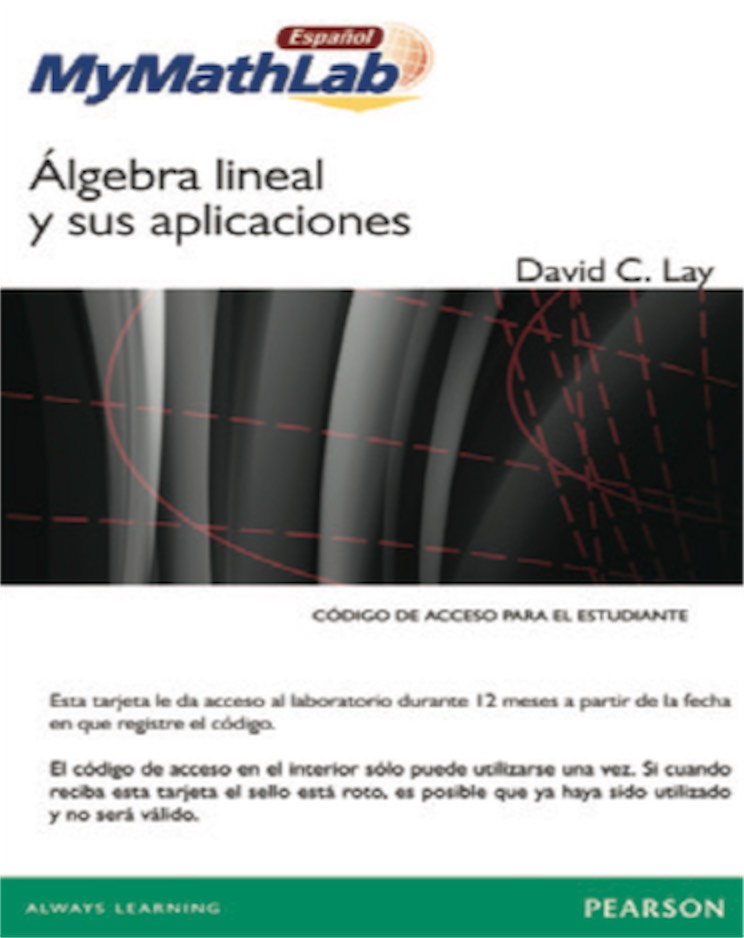 Español
MyMathLab
Álgebra lineal
y sus aplicaciones
David C. Lay
CÓDIGO DE ACCESO PARA EL ESTUDIANTE
Esta tarjeta le da acceso al laboratorio durante 12 meses a partir de la fecha
en que registre el código.
El código de acceso en el interior sólo puede utilizarse una vez. Si cuando
reciba esta tarjeta el sello está roto, es posible que ya haya sido utilizado
y no será válido.
ALWAYS LEARNING
PEARSON